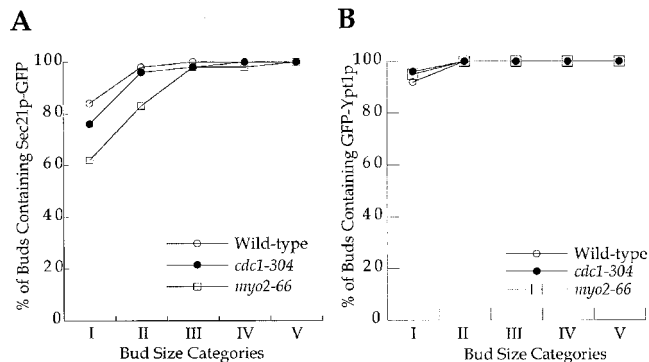 A
% of Buds Containing Sec21p-GFP
100
80
60
40
20
0
I II III IV V
Bud Size Categories
Wild-type
cdc1-304
myo2-66
B
% of Buds Containing GFP-Ypt1p
100
80
60
40
20
0
I II III IV V
Bud Size Categories
Wild-type
cdc1-304
myo2-66